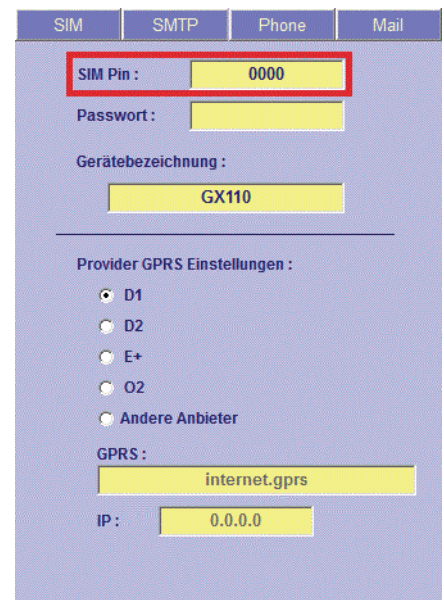 SIM SMTP Phone Mail
SIM Pin : 0000
Passwort :
Gerätebezeichnung :
GX110
Provider GPRS Einstellungen :
D1
D2
E+
O2
Andere Anbieter
GPRS :
internet.gprs
IP : 0.0.0.0